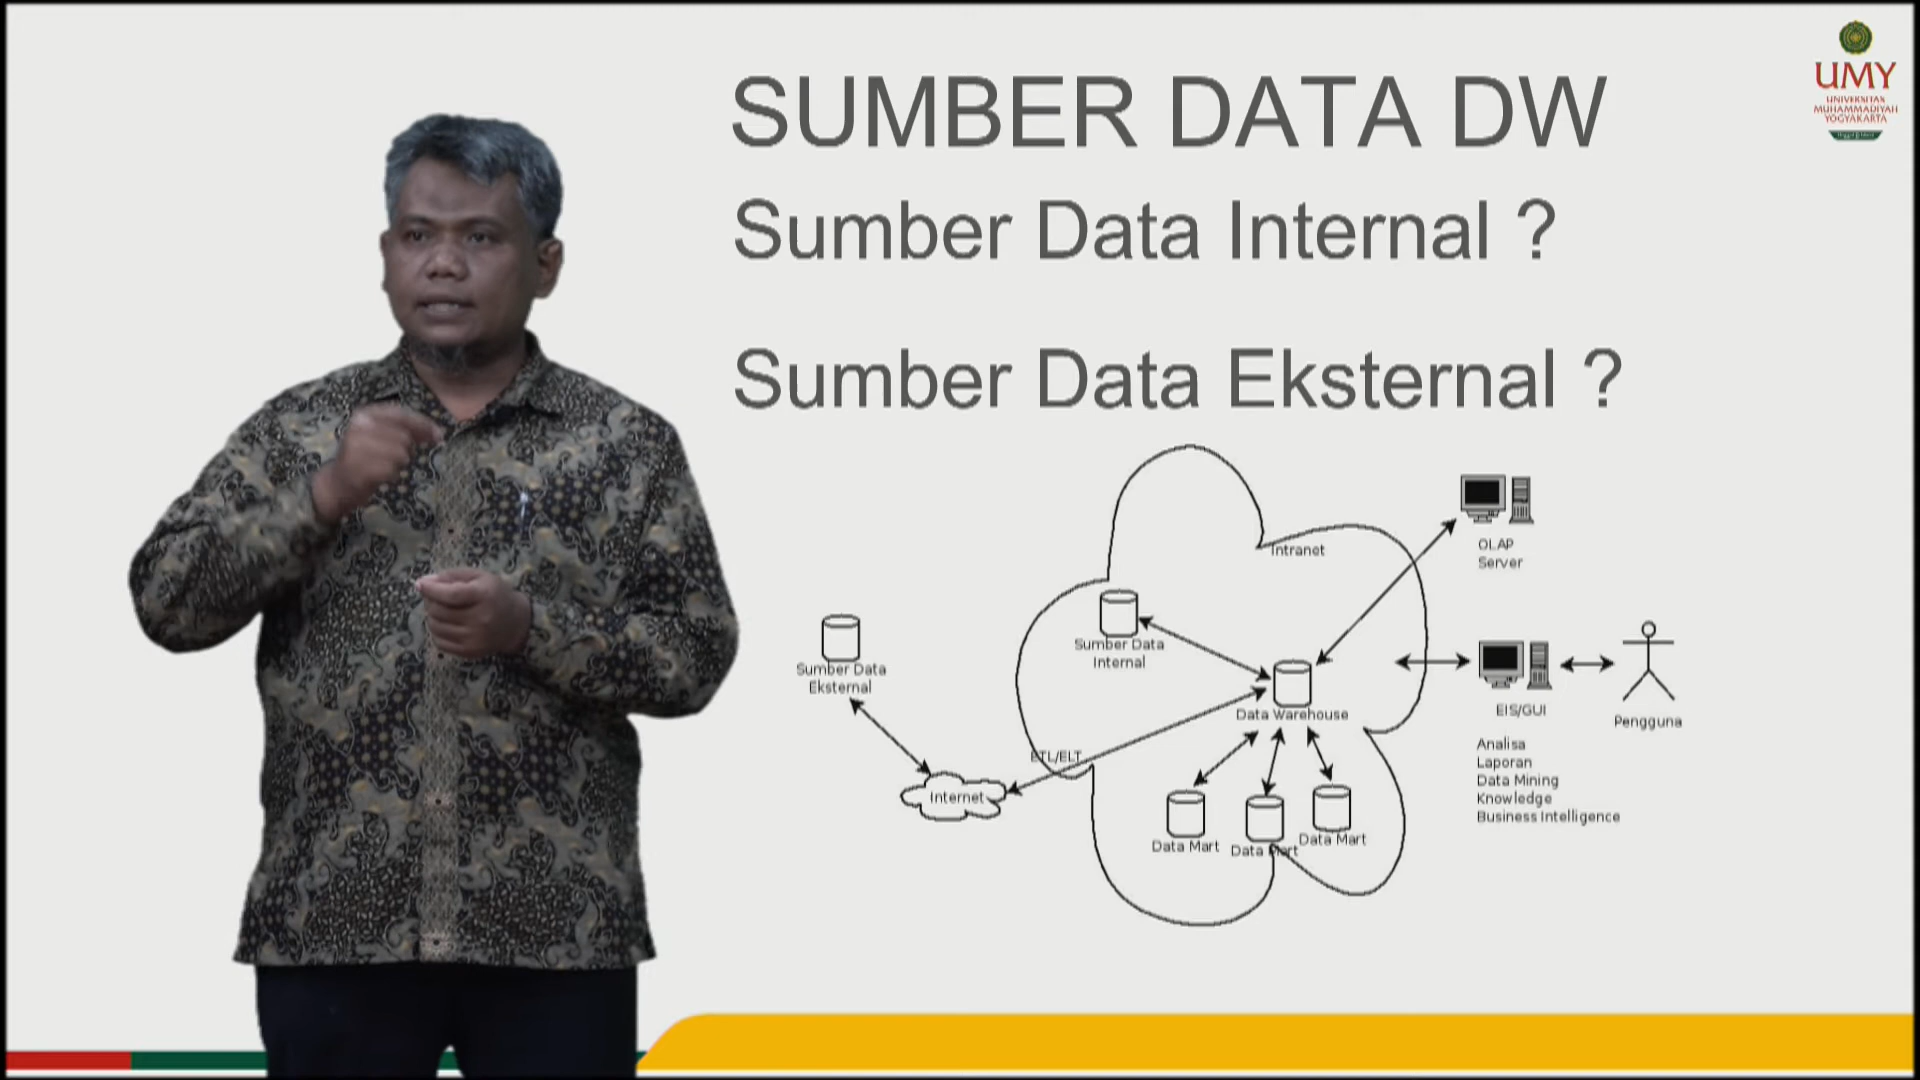 SUMBER DATA DW
Sumber Data Internal ?
Sumber Data Eksternal ?
UMY
UNIVERSITAS
MUHAMMADIYAH
YOGYAKARTA
Intranet
OLAP
Server
Sumber Data
Internal
Sumber Data
Eksternal
Data Warehouse
EIS/GUI
Pengguna
ETL/ELT
Internet
Analisa
Laporan
Data Mining
Knowledge
Business Intelligence
Data Mart
Data Mart
Data Mart